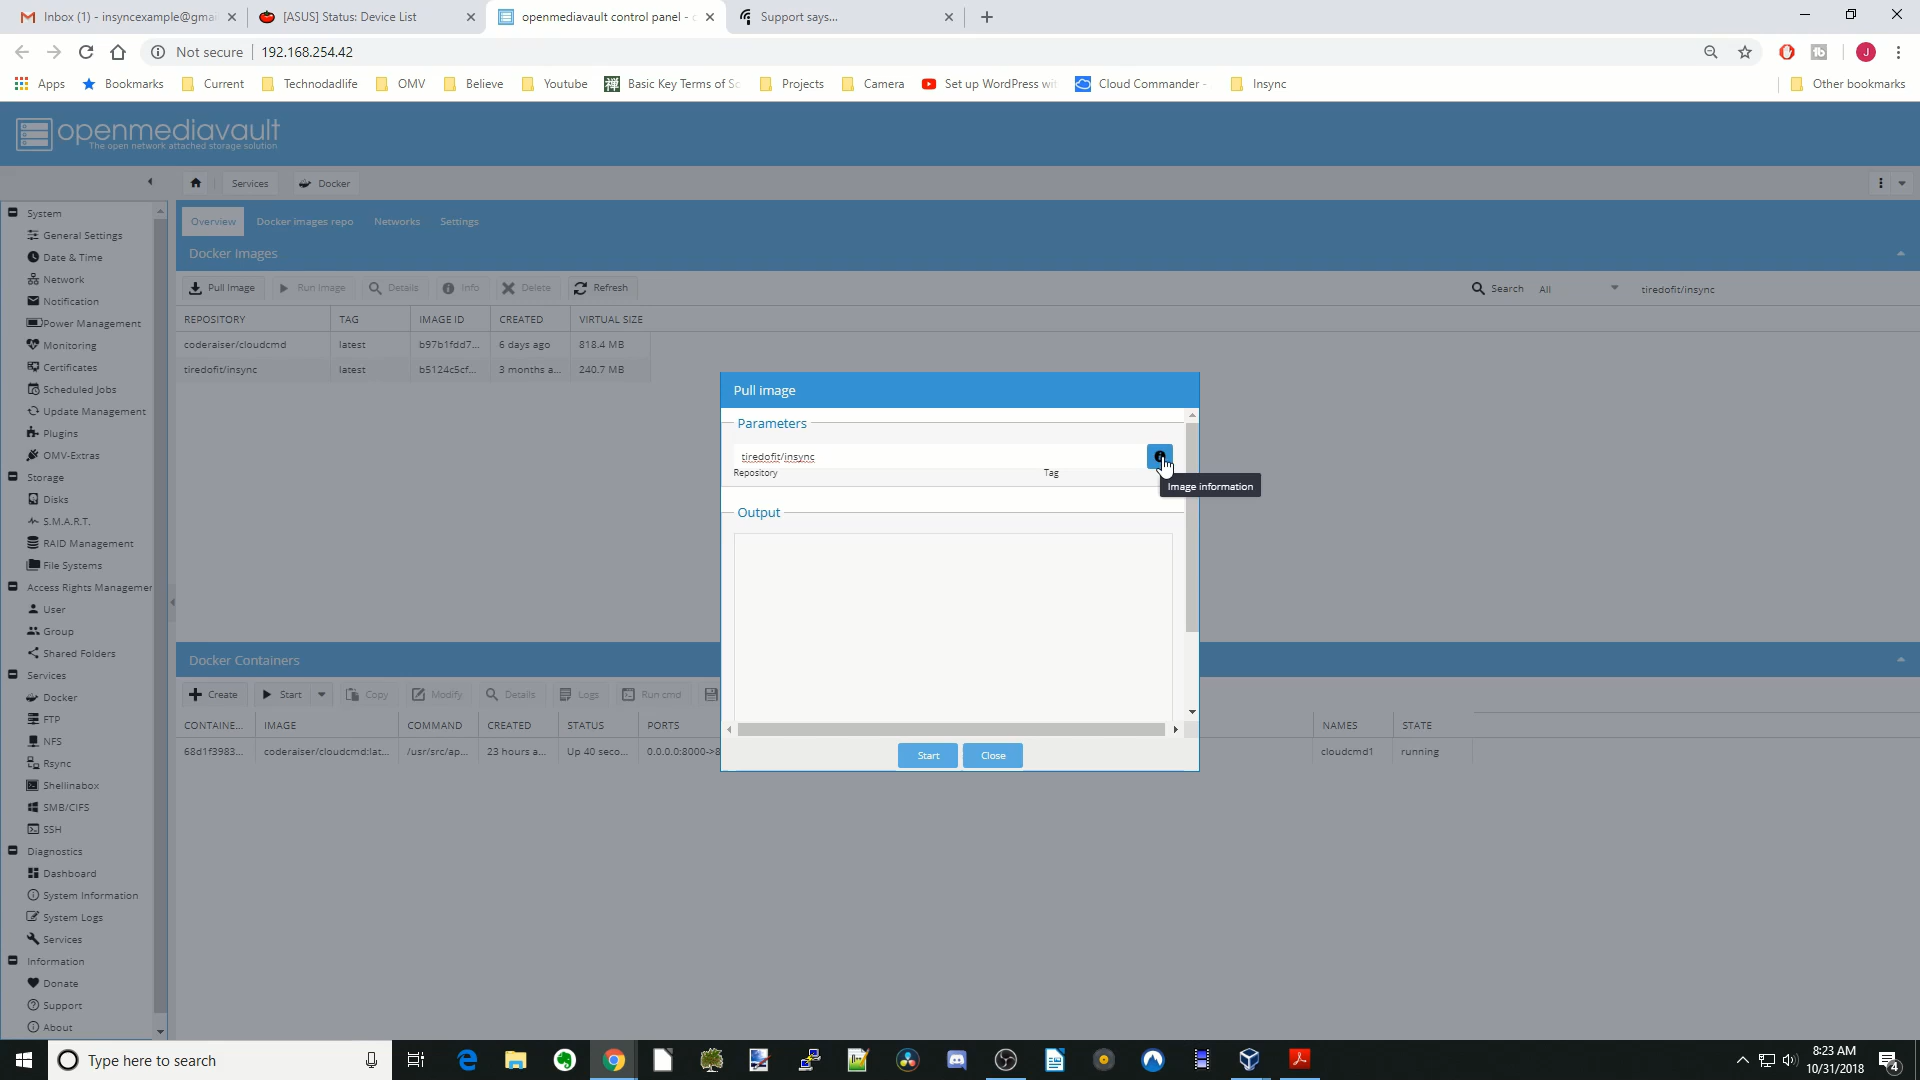 Inbox (1) - insyncexample@gma
[ASUS] Status: Device List
openmediavault control panel -
Support says...
Not secure
192.168.254.42
Apps
Bookmarks
Current
Technodadlife
OMV
Believe
Youtube
Basic Key Terms of Sc
Projects
Camera
Set up WordPress wit
Cloud Commander -
Insync
Other bookmarks
openmediavault
The open network attached storage solution
Services
Docker
System
General Settings
Date & Time
Network
Notification
Power Management
Monitoring
Certificates
Scheduled Jobs
Update Management
Plugins
OMV-Extras
Storage
Disks
S.M.A.R.T.
RAID Management
File Systems
Access Rights Managemer
User
Group
Shared Folders
Services
Docker
FTP
NFS
Rsync
Shellinabox
SMB/CIFS
SSH
Diagnostics
Dashboard
System Information
System Logs
Services
Information
Donate
Support
About
Overview
Docker images repo
Networks
Settings
Docker Images
Pull Image
Run Image
Details
Info
Delete
Refresh
Search
All
tiredofit/insync
REPOSITORY TAG IMAGE ID CREATED VIRTUAL SIZE
coderaiser/cloudcmd latest b97b1fdd7... 6 days ago 818.4 MB
tiredofit/insync latest b5124c5cf... 3 months a... 240.7 MB
Pull image
Parameters
tiredofit/insync
Repository
Tag
Image information
Output
Start
Close
Docker Containers
Create
Start
Copy
Modify
Details
Logs
Run cmd
CONTAINE... IMAGE COMMAND CREATED STATUS PORTS NAMES STATE
68d1f3983... coderaiser/cloudcmd:lat... /usr/src/ap... 23 hours a... Up 40 seco... 0.0.0.0:8000->8 cloudcmd1 running
Type here to search
8:23 AM
10/31/2018
4